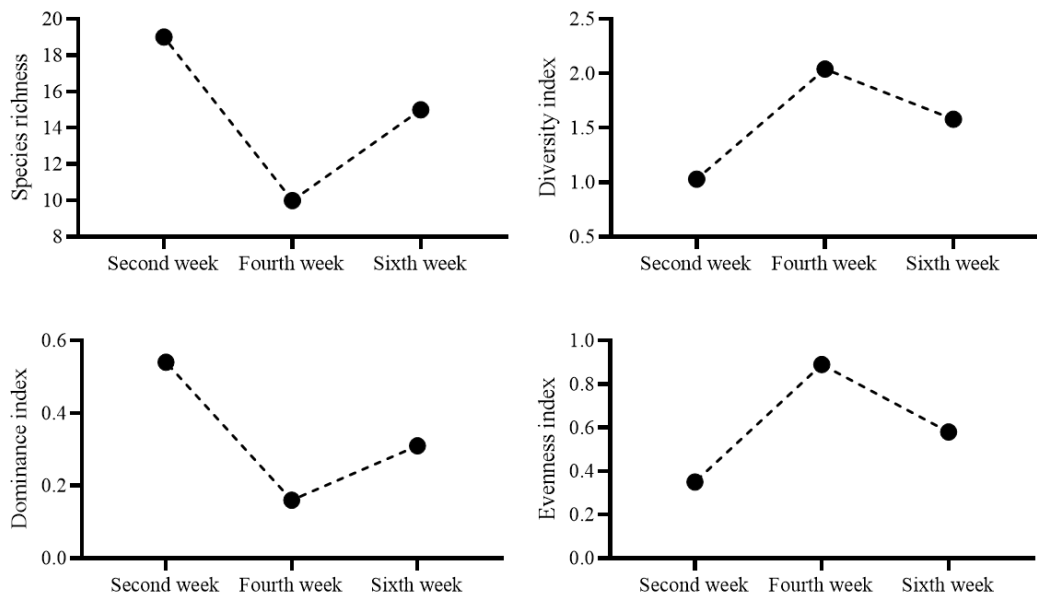 Species richness
20
18
16
14
12
10
8
Second week Fourth week Sixth week
Diversity index
2.5
2.0
1.5
1.0
0.5
Second week Fourth week Sixth week
Dominance index
0.6
0.4
0.2
0.0
Second week Fourth week Sixth week
Evenness index
1.0
0.8
0.6
0.4
0.2
0.0
Second week Fourth week Sixth week